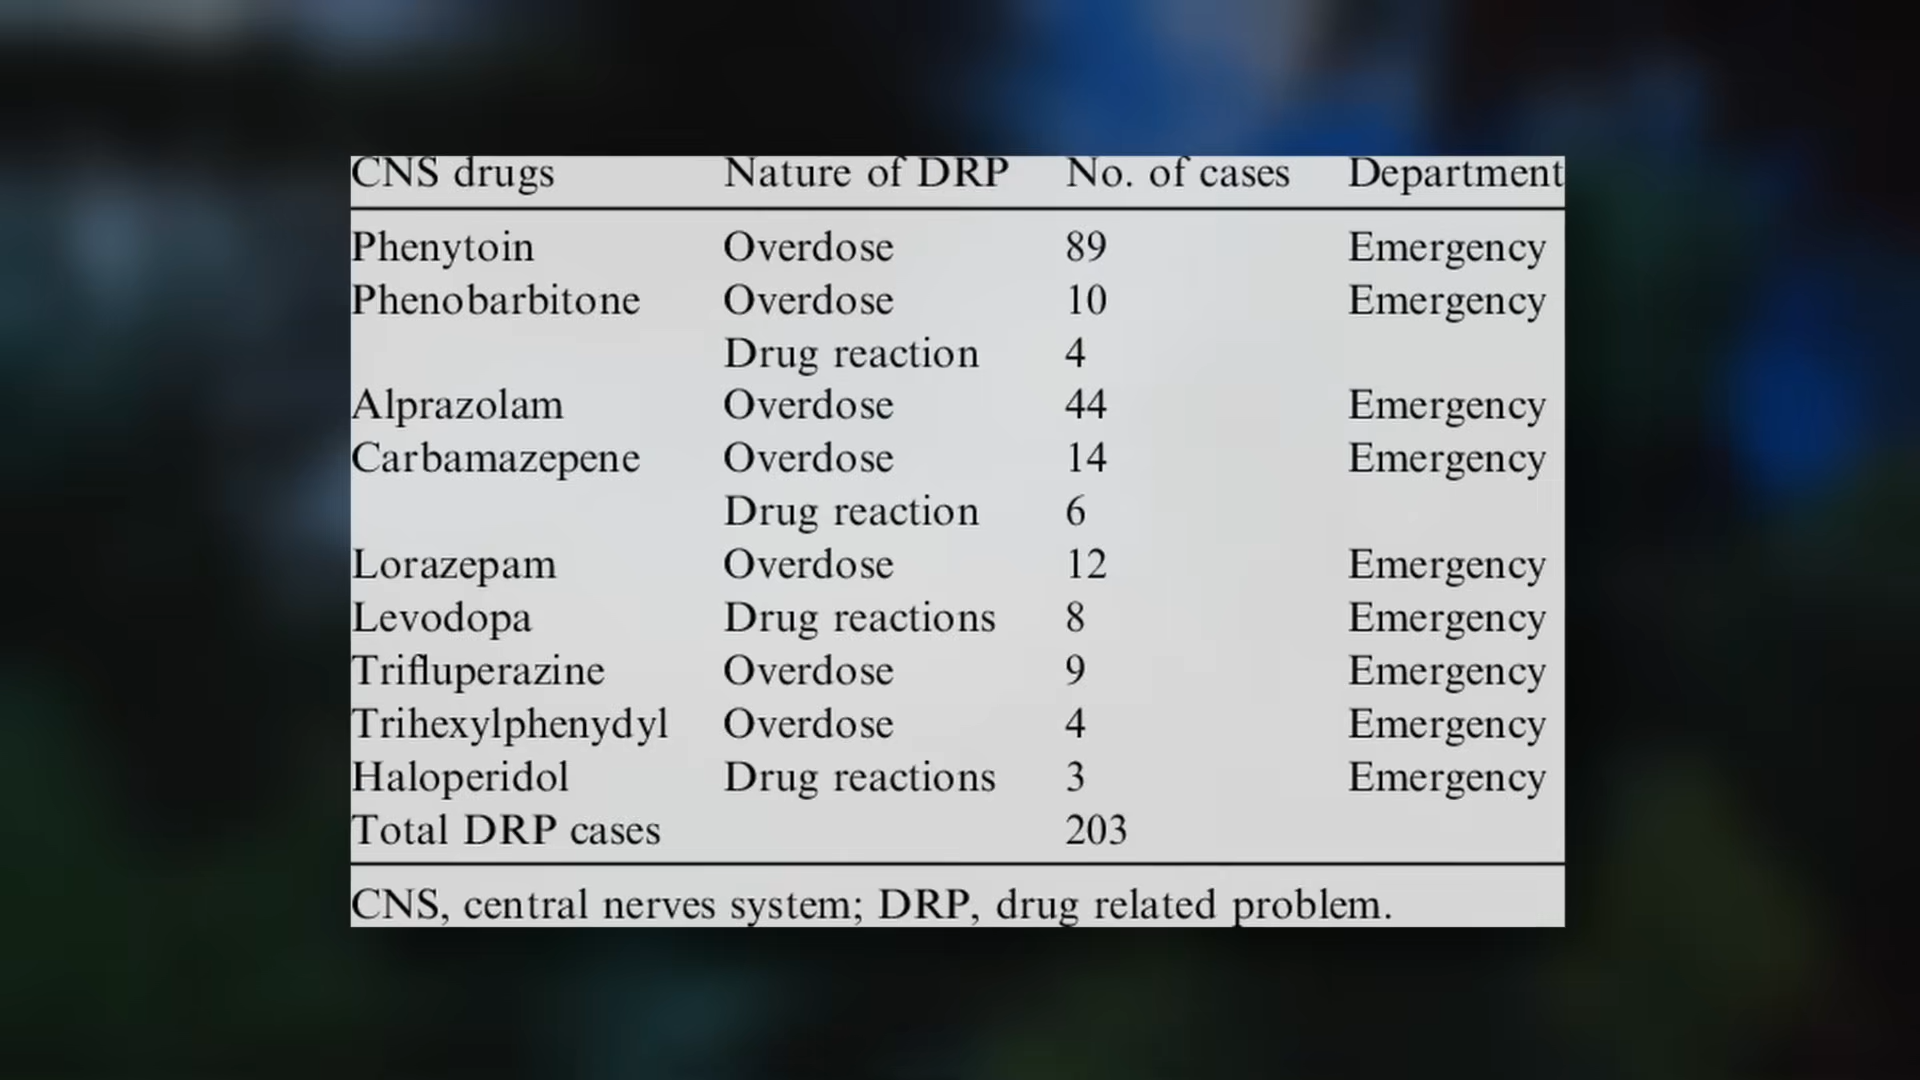 CNS drugs Nature of DRP No. of cases Department
Phenytoin Overdose 89 Emergency
Phenobarbitone Overdose 10 Emergency
Drug reaction 4
Alprazolam Overdose 44 Emergency
Carbamazepene Overdose 14 Emergency
Drug reaction 6
Lorazepam Overdose 12 Emergency
Levodopa Drug reactions 8 Emergency
Trifluperazine Overdose 9 Emergency
Trihexylphenydyl Overdose 4 Emergency
Haloperidol Drug reactions 3 Emergency
Total DRP cases 203
CNS, central nerves system; DRP, drug related problem.